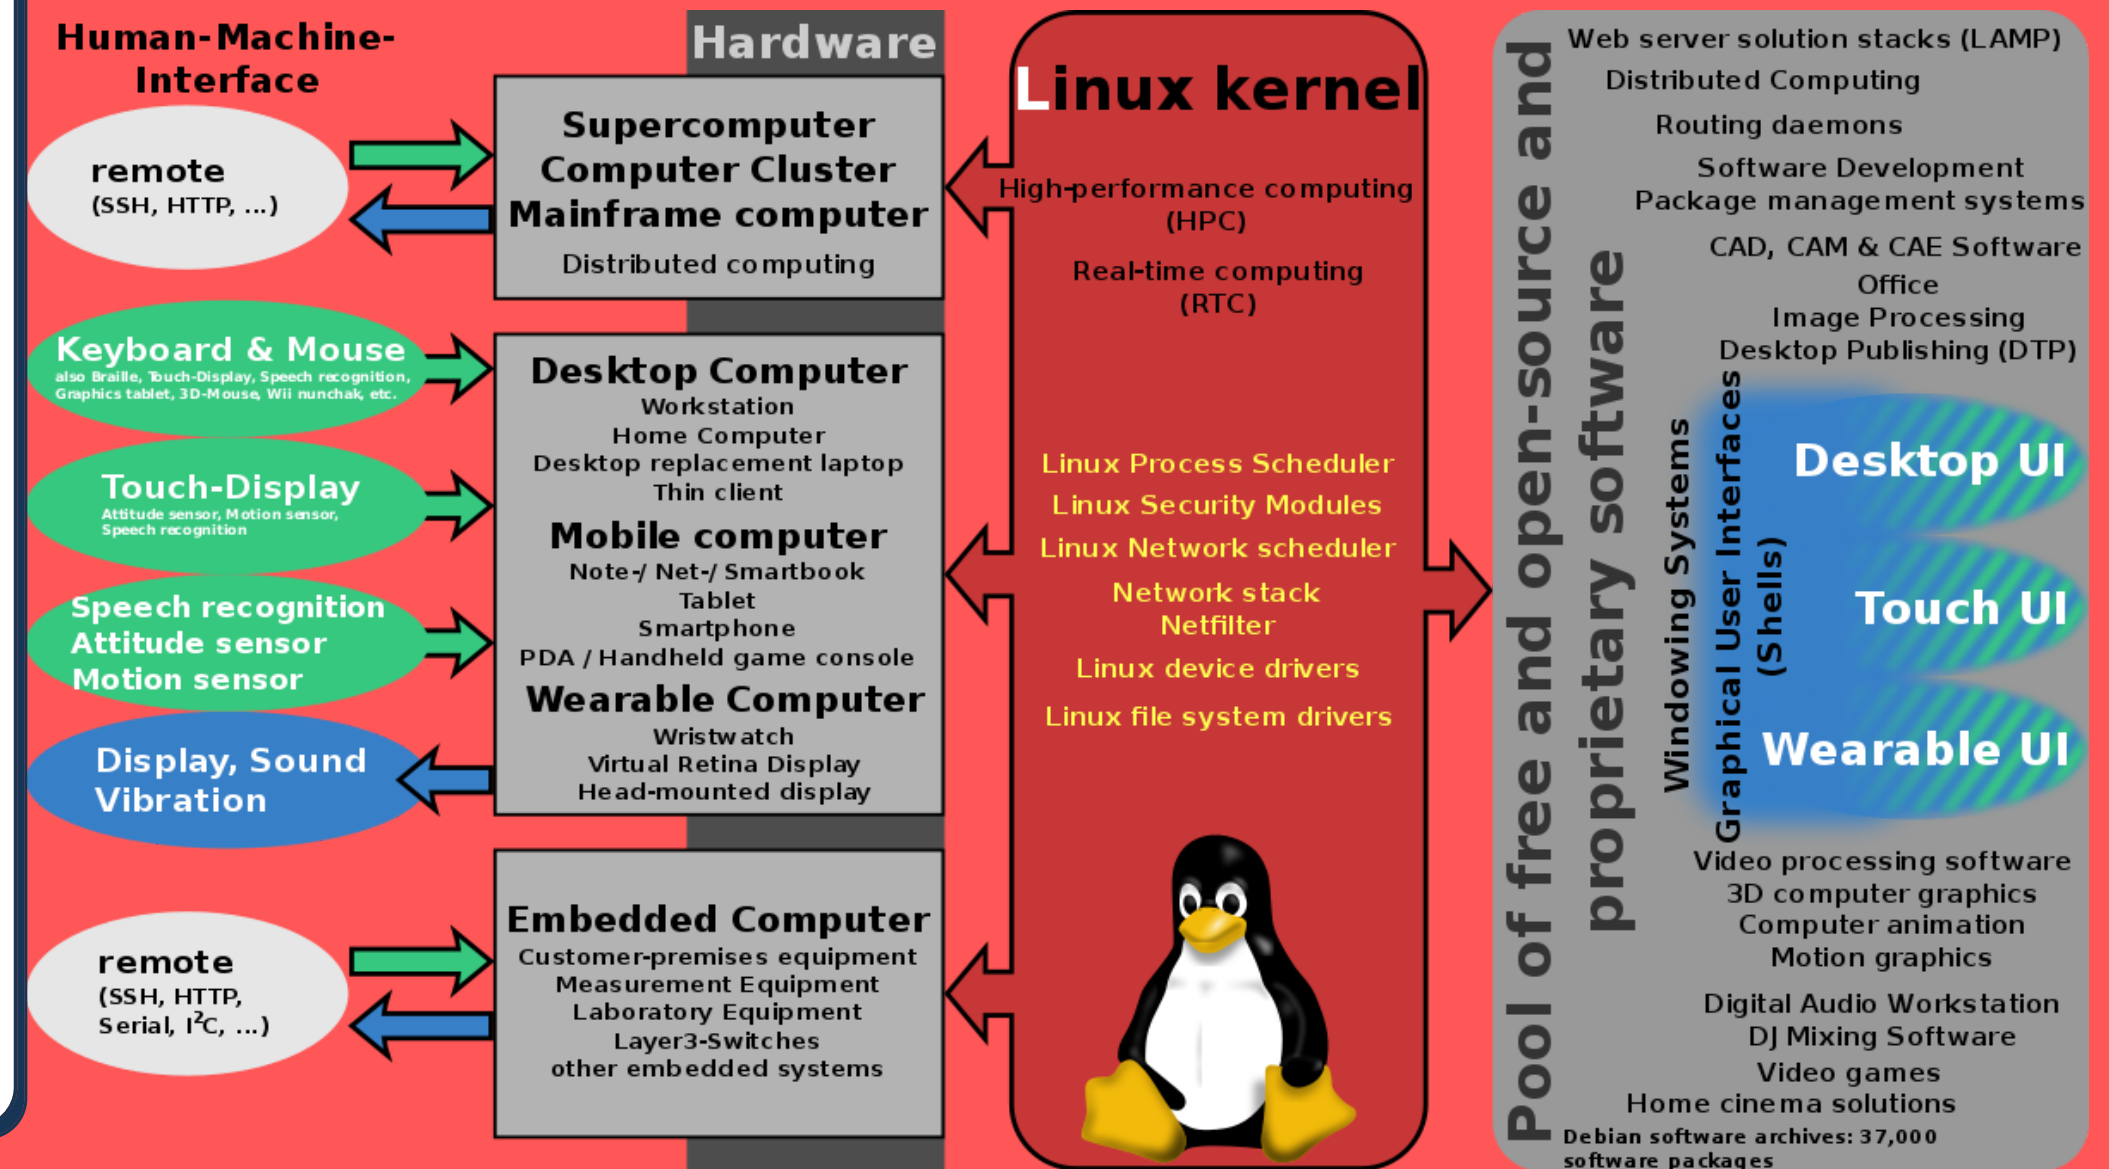 Human-Machine-
Interface
remote
(SSH, HTTP, ...)
Keyboard & Mouse
also Braille, Touch-Display, Speech recognition,
Graphics tablet, 3D-Mouse, Wii nunchak, etc.
Touch-Display
Attitude sensor, Motion sensor,
Speech recognition
Speech recognition
Attitude sensor
Motion sensor
Display, Sound
Vibration
remote
(SSH, HTTP,
Serial, I²C, ...)
Hardware
Supercomputer
Computer Cluster
Mainframe computer
Distributed computing
Desktop Computer
Workstation
Home Computer
Desktop replacement laptop
Thin client
Mobile computer
Note-/ Net-/ Smartbook
Tablet
Smartphone
PDA / Handheld game console
Wearable Computer
Wristwatch
Virtual Retina Display
Head-mounted display
Embedded Computer
Customer-premises equipment
Measurement Equipment
Laboratory Equipment
Layer3-Switches
other embedded systems
Linux kernel
High-performance computing
(HPC)
Real-time computing
(RTC)
Linux Process Scheduler
Linux Security Modules
Linux Network scheduler
Network stack
Netfilter
Linux device drivers
Linux file system drivers
Pool of free and open-source and
proprietary software
Web server solution stacks (LAMP)
Distributed Computing
Routing daemons
Software Development
Package management systems
CAD, CAM & CAE Software
Office
Image Processing
Desktop Publishing (DTP)
Windowing Systems
Graphical User Interfaces
(Shells)
Desktop UI
Touch UI
Wearable UI
Video processing software
3D computer graphics
Computer animation
Motion graphics
Digital Audio Workstation
DJ Mixing Software
Video games
Home cinema solutions
Debian software archives: 37,000
software packages